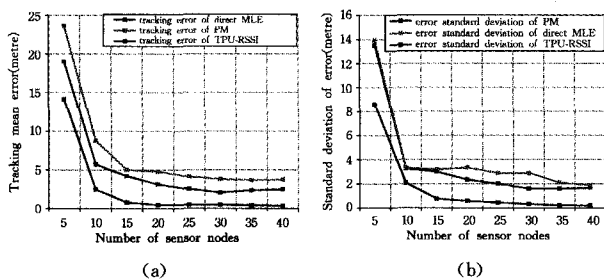 tracking error of direct MLE
tracking error of PM
tracking error of TPU-RSSI
Tracking mean error(metre)
25
20
15
10
5
0
5 10 15 20 25 30 35 40
Number of sensor nodes
(a)
error standard deviation of PM
error standard deviation of direct MLE
error standard deviation of TPU-RSSI
Standard deviation of error(metre)
16
14
12
10
8
6
4
2
0
5 10 15 20 25 30 35 40
Number of sensor nodes
(b)